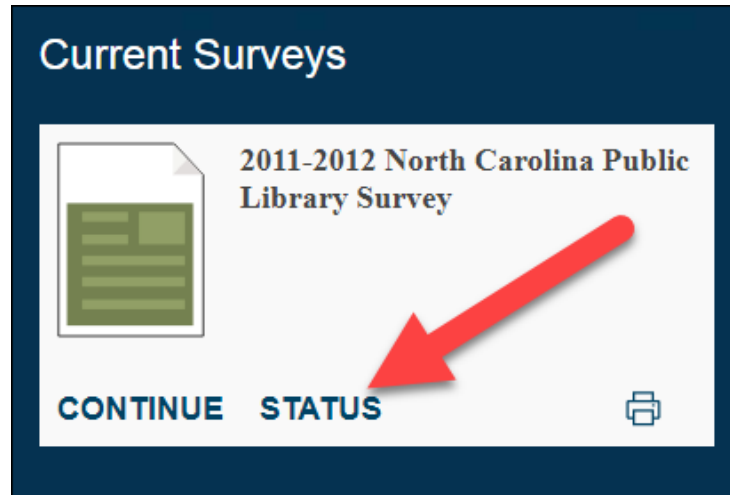 Current Surveys
2011-2012 North Carolina Public
Library Survey
CONTINUE STATUS